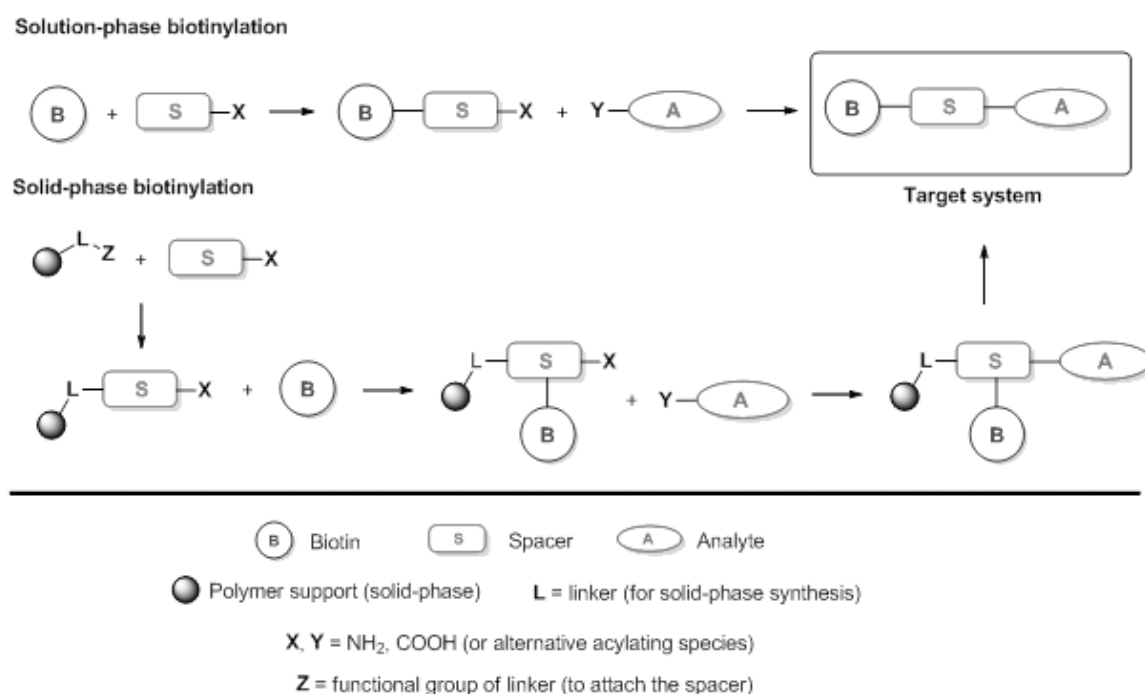 Solution-phase biotinylation
B + S X B S X + Y A B S A
Solid-phase biotinylation
Target system
L Z + S X
L S X + B L S X B + Y A L S A B
B Biotin S Spacer A Analyte
Polymer support (solid-phase) L = linker (for solid-phase synthesis)
X, Y = NH2, COOH (or alternative acylating species)
Z = functional group of linker (to attach the spacer)